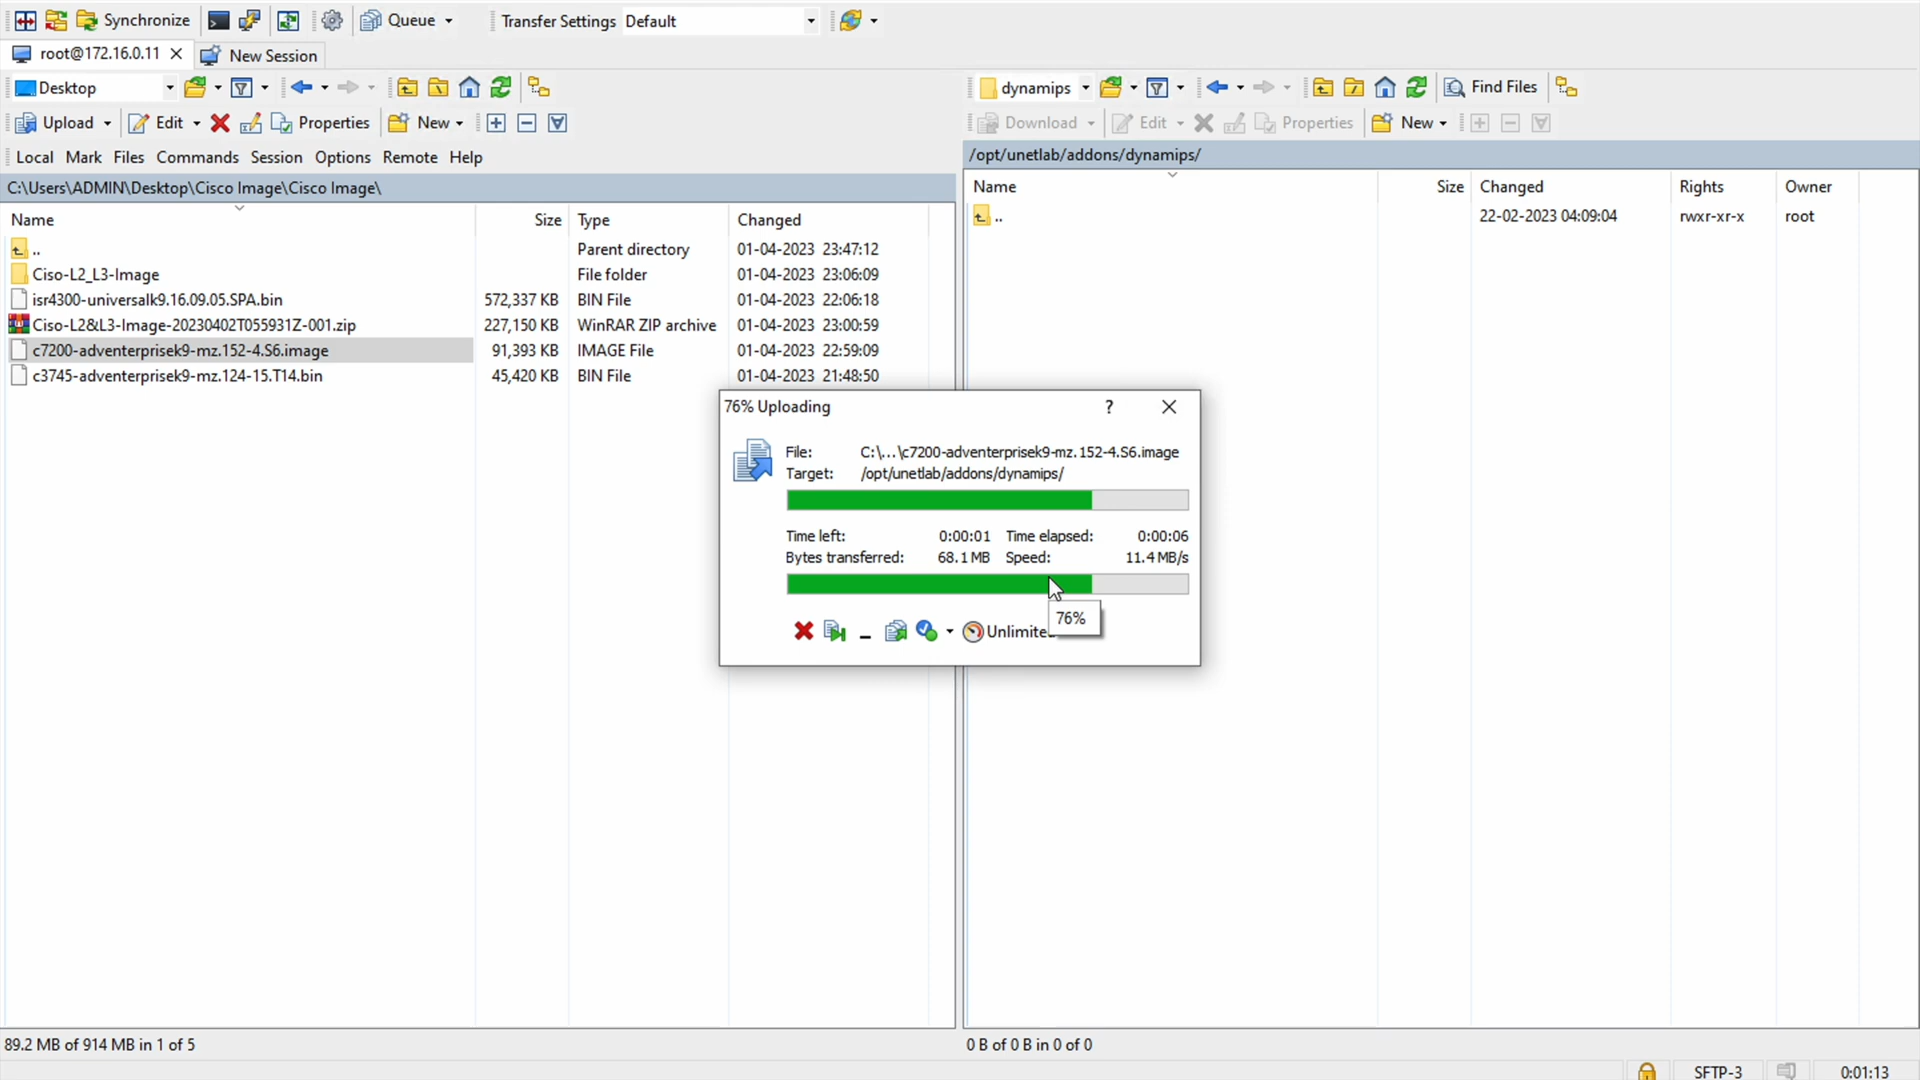 Synchronize Queue Transfer Settings Default
root@172.16.0.11 New Session
Desktop
dynamips Find Files
Upload Edit Properties New
Download Edit Properties New
Local Mark Files Commands Session Options Remote Help
/opt/unetlab/addons/dynamips/
C:\Users\ADMIN\Desktop\Cisco Image\Cisco Image\
Name Size Changed Rights Owner
.. 22-02-2023 04:09:04 rwxr-xr-x root
Name Size Type Changed
.. Parent directory 01-04-2023 23:47:12
Ciso-L2_L3-Image File folder 01-04-2023 23:06:09
isr4300-universalk9.16.09.05.SPA.bin 572,337 KB BIN File 01-04-2023 22:06:18
Ciso-L2&L3-Image-20230402T055931Z-001.zip 227,150 KB WinRAR ZIP archive 01-04-2023 23:00:59
c7200-adventerprisek9-mz.152-4.S6.image 91,393 KB IMAGE File 01-04-2023 22:59:09
c3745-adventerprisek9-mz.124-15.T14.bin 45,420 KB BIN File 01-04-2023 21:48:50
76% Uploading ?
File: C:\...\c7200-adventerprisek9-mz.152-4.S6.image
Target: /opt/unetlab/addons/dynamips/
Time left: 0:00:01 Time elapsed: 0:00:06
Bytes transferred: 68.1 MB Speed: 11.4 MB/s
76%
Unlimite
89.2 MB of 914 MB in 1 of 5
0 B of 0 B in 0 of 0
SFTP-3 0:01:13